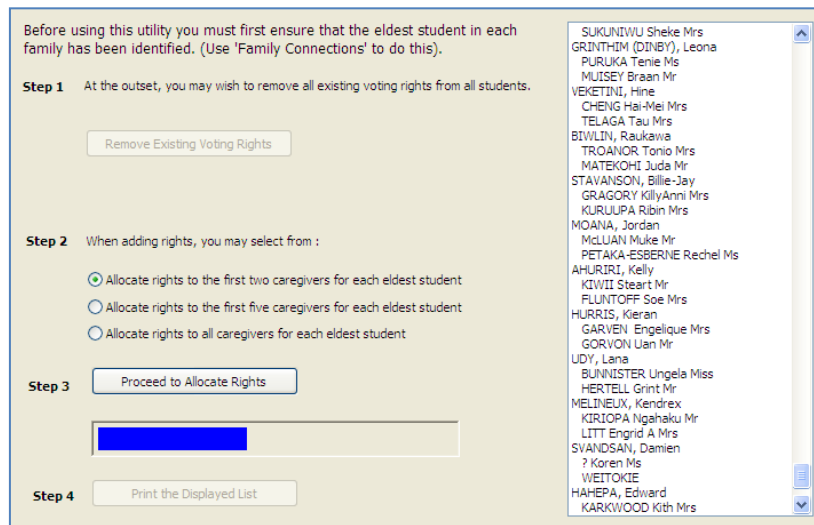 Before using this utility you must first ensure that the eldest student in each
family has been identified. (Use 'Family Connections' to do this).
Step 1 At the outset, you may wish to remove all existing voting rights from all students.
Remove Existing Voting Rights
Step 2 When adding rights, you may select from :
Allocate rights to the first two caregivers for each eldest student
Allocate rights to the first five caregivers for each eldest student
Allocate rights to all caregivers for each eldest student
Step 3 Proceed to Allocate Rights
Step 4 Print the Displayed List
SUKUNIWU Sheke Mrs
GRINTHIM (DINBY), Leona
PURUKA Tenie Ms
MUISEY Braan Mr
VEKETINI, Hine
CHENG Hai-Mei Mrs
TELAGA Tau Mrs
BIWLIN, Raukawa
TROANOR Tonio Mrs
MATEKOHI Juda Mr
STAVANSON, Billie-Jay
GRAGORY KillyAnni Mrs
KURUUPA Ribin Mrs
MOANA, Jordan
McLUAN Muke Mr
PETAKA-ESBERNE Rechel Ms
AHURIRI, Kelly
KIWII Steart Mr
FLUNTOFF Soe Mrs
HURRIS, Kieran
GARVEN Engelique Mrs
GORVON Uan Mr
UDY, Lana
BUNNISTER Ungela Miss
HERTELL Grint Mr
MELINEUX, Kendrex
KIRIOPA Ngahaku Mr
LITT Engrid A Mrs
SVANDSAN, Damien
? Koren Ms
WEITOKIE
HAHEPA, Edward
KARKWOOD Kith Mrs